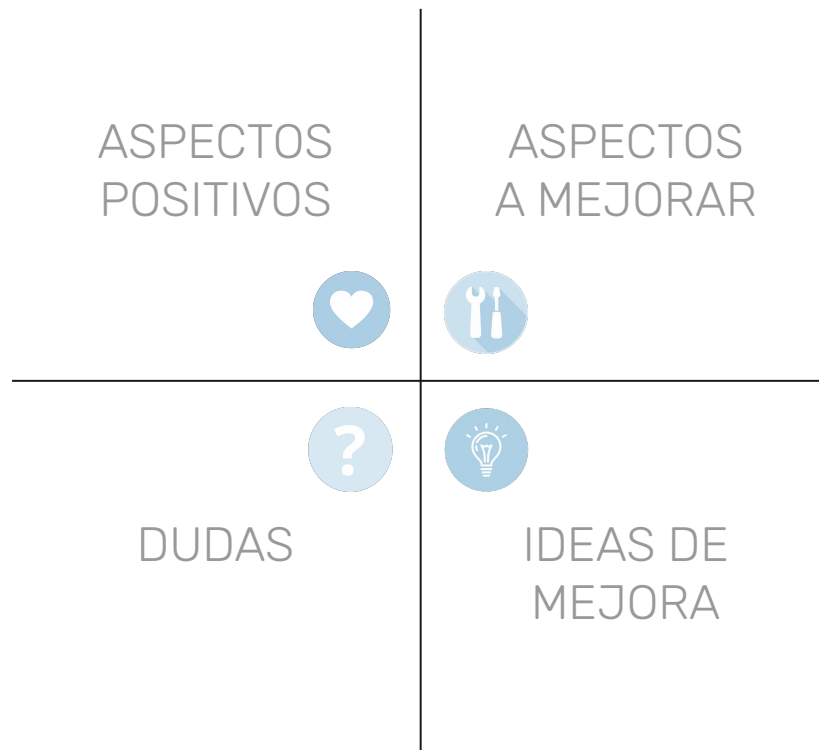 ASPECTOS
POSITIVOS
ASPECTOS
A MEJORAR
?
DUDAS
IDEAS DE
MEJORA